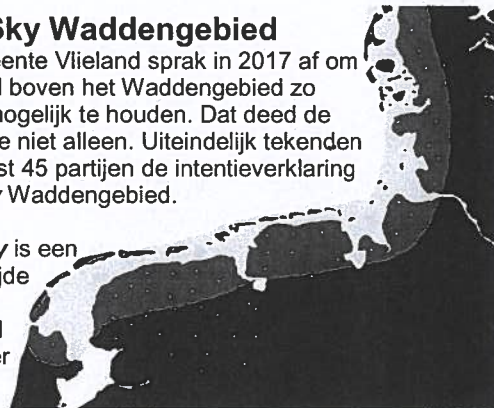 Sky Waddengebied
eente Vlieland sprak in 2017 af om
boven het Waddengebied zo
mogelijk te houden. Dat deed de
e niet alleen. Uiteindelijk tekenden
st 45 partijen de intentieverklaring
y Waddengebied.
y is een
jde
er